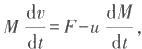 M dv/dt = F - u dM/dt ,